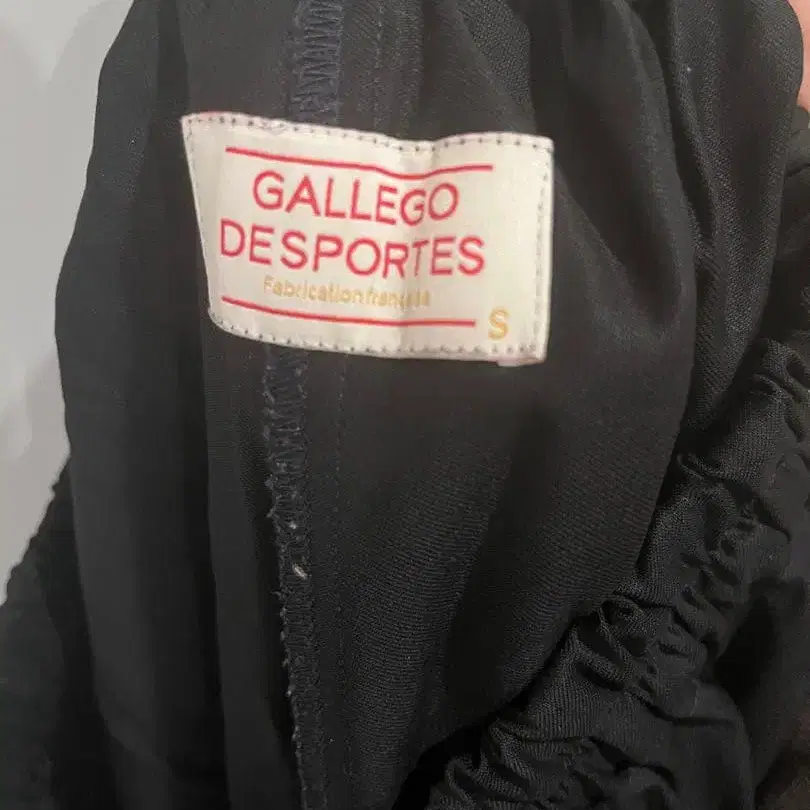 GALLEGO
DESPORTES
Fabrication française
S